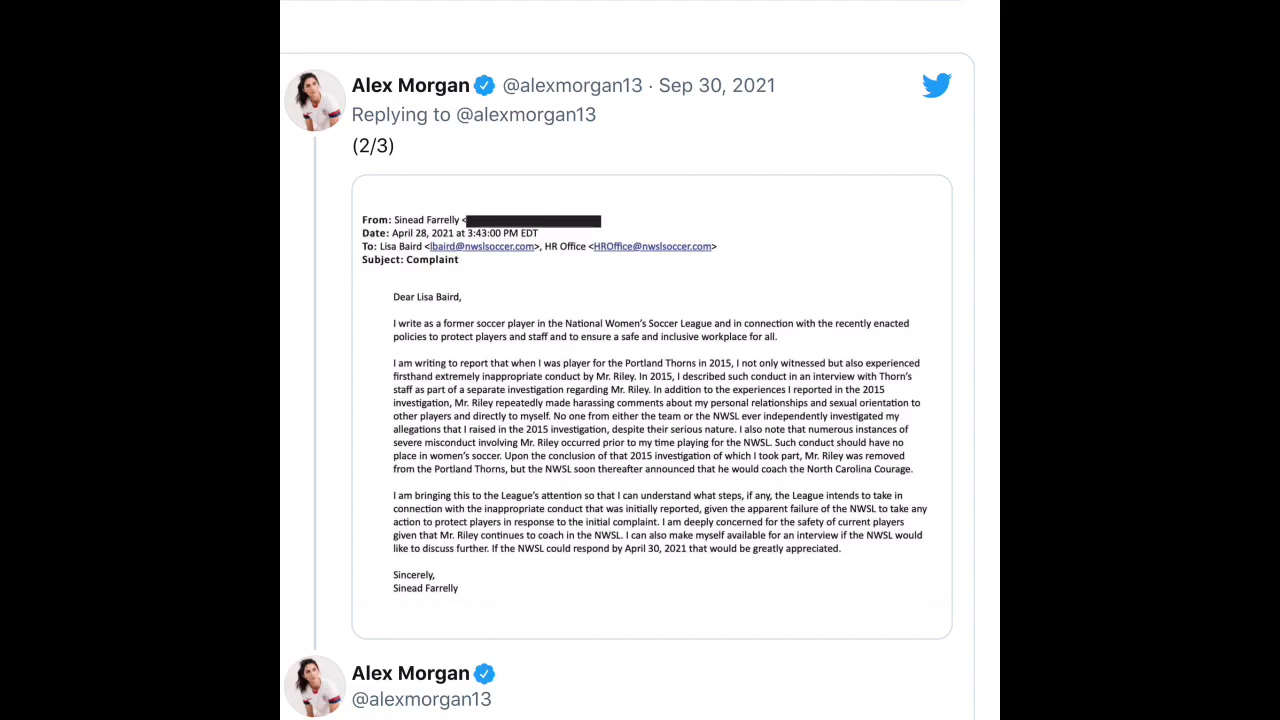 Alex Morgan @alexmorgan13 · Sep 30, 2021
Replying to @alexmorgan13
(2/3)
From: Sinead Farrelly <
Date: April 28, 2021 at 3:43:00 PM EDT
To: Lisa Baird <lbaird@nwslsoccer.com>, HR Office <HROffice@nwslsoccer.com>
Subject: Complaint
Dear Lisa Baird,
I write as a former soccer player in the National Women's Soccer League and in connection with the recently enacted
policies to protect players and staff and to ensure a safe and inclusive workplace for all.
I am writing to report that when I was player for the Portland Thorns in 2015, I not only witnessed but also experienced
firsthand extremely inappropriate conduct by Mr. Riley. In 2015, I described such conduct in an interview with Thorn's
staff as part of a separate investigation regarding Mr. Riley. In addition to the experiences I reported in the 2015
investigation, Mr. Riley repeatedly made harassing comments about my personal relationships and sexual orientation to
other players and directly to myself. No one from either the team or the NWSL ever independently investigated my
allegations that I raised in the 2015 investigation, despite their serious nature. I also note that numerous instances of
severe misconduct involving Mr. Riley occurred prior to my time playing for the NWSL. Such conduct should have no
place in women's soccer. Upon the conclusion of that 2015 investigation of which I took part, Mr. Riley was removed
from the Portland Thorns, but the NWSL soon thereafter announced that he would coach the North Carolina Courage.
I am bringing this to the League's attention so that I can understand what steps, if any, the League intends to take in
connection with the inappropriate conduct that was initially reported, given the apparent failure of the NWSL to take any
action to protect players in response to the initial complaint. I am deeply concerned for the safety of current players
given that Mr. Riley continues to coach in the NWSL. I can also make myself available for an interview if the NWSL would
like to discuss further. If the NWSL could respond by April 30, 2021 that would be greatly appreciated.
Sincerely,
Sinead Farrelly
Alex Morgan
@alexmorgan13